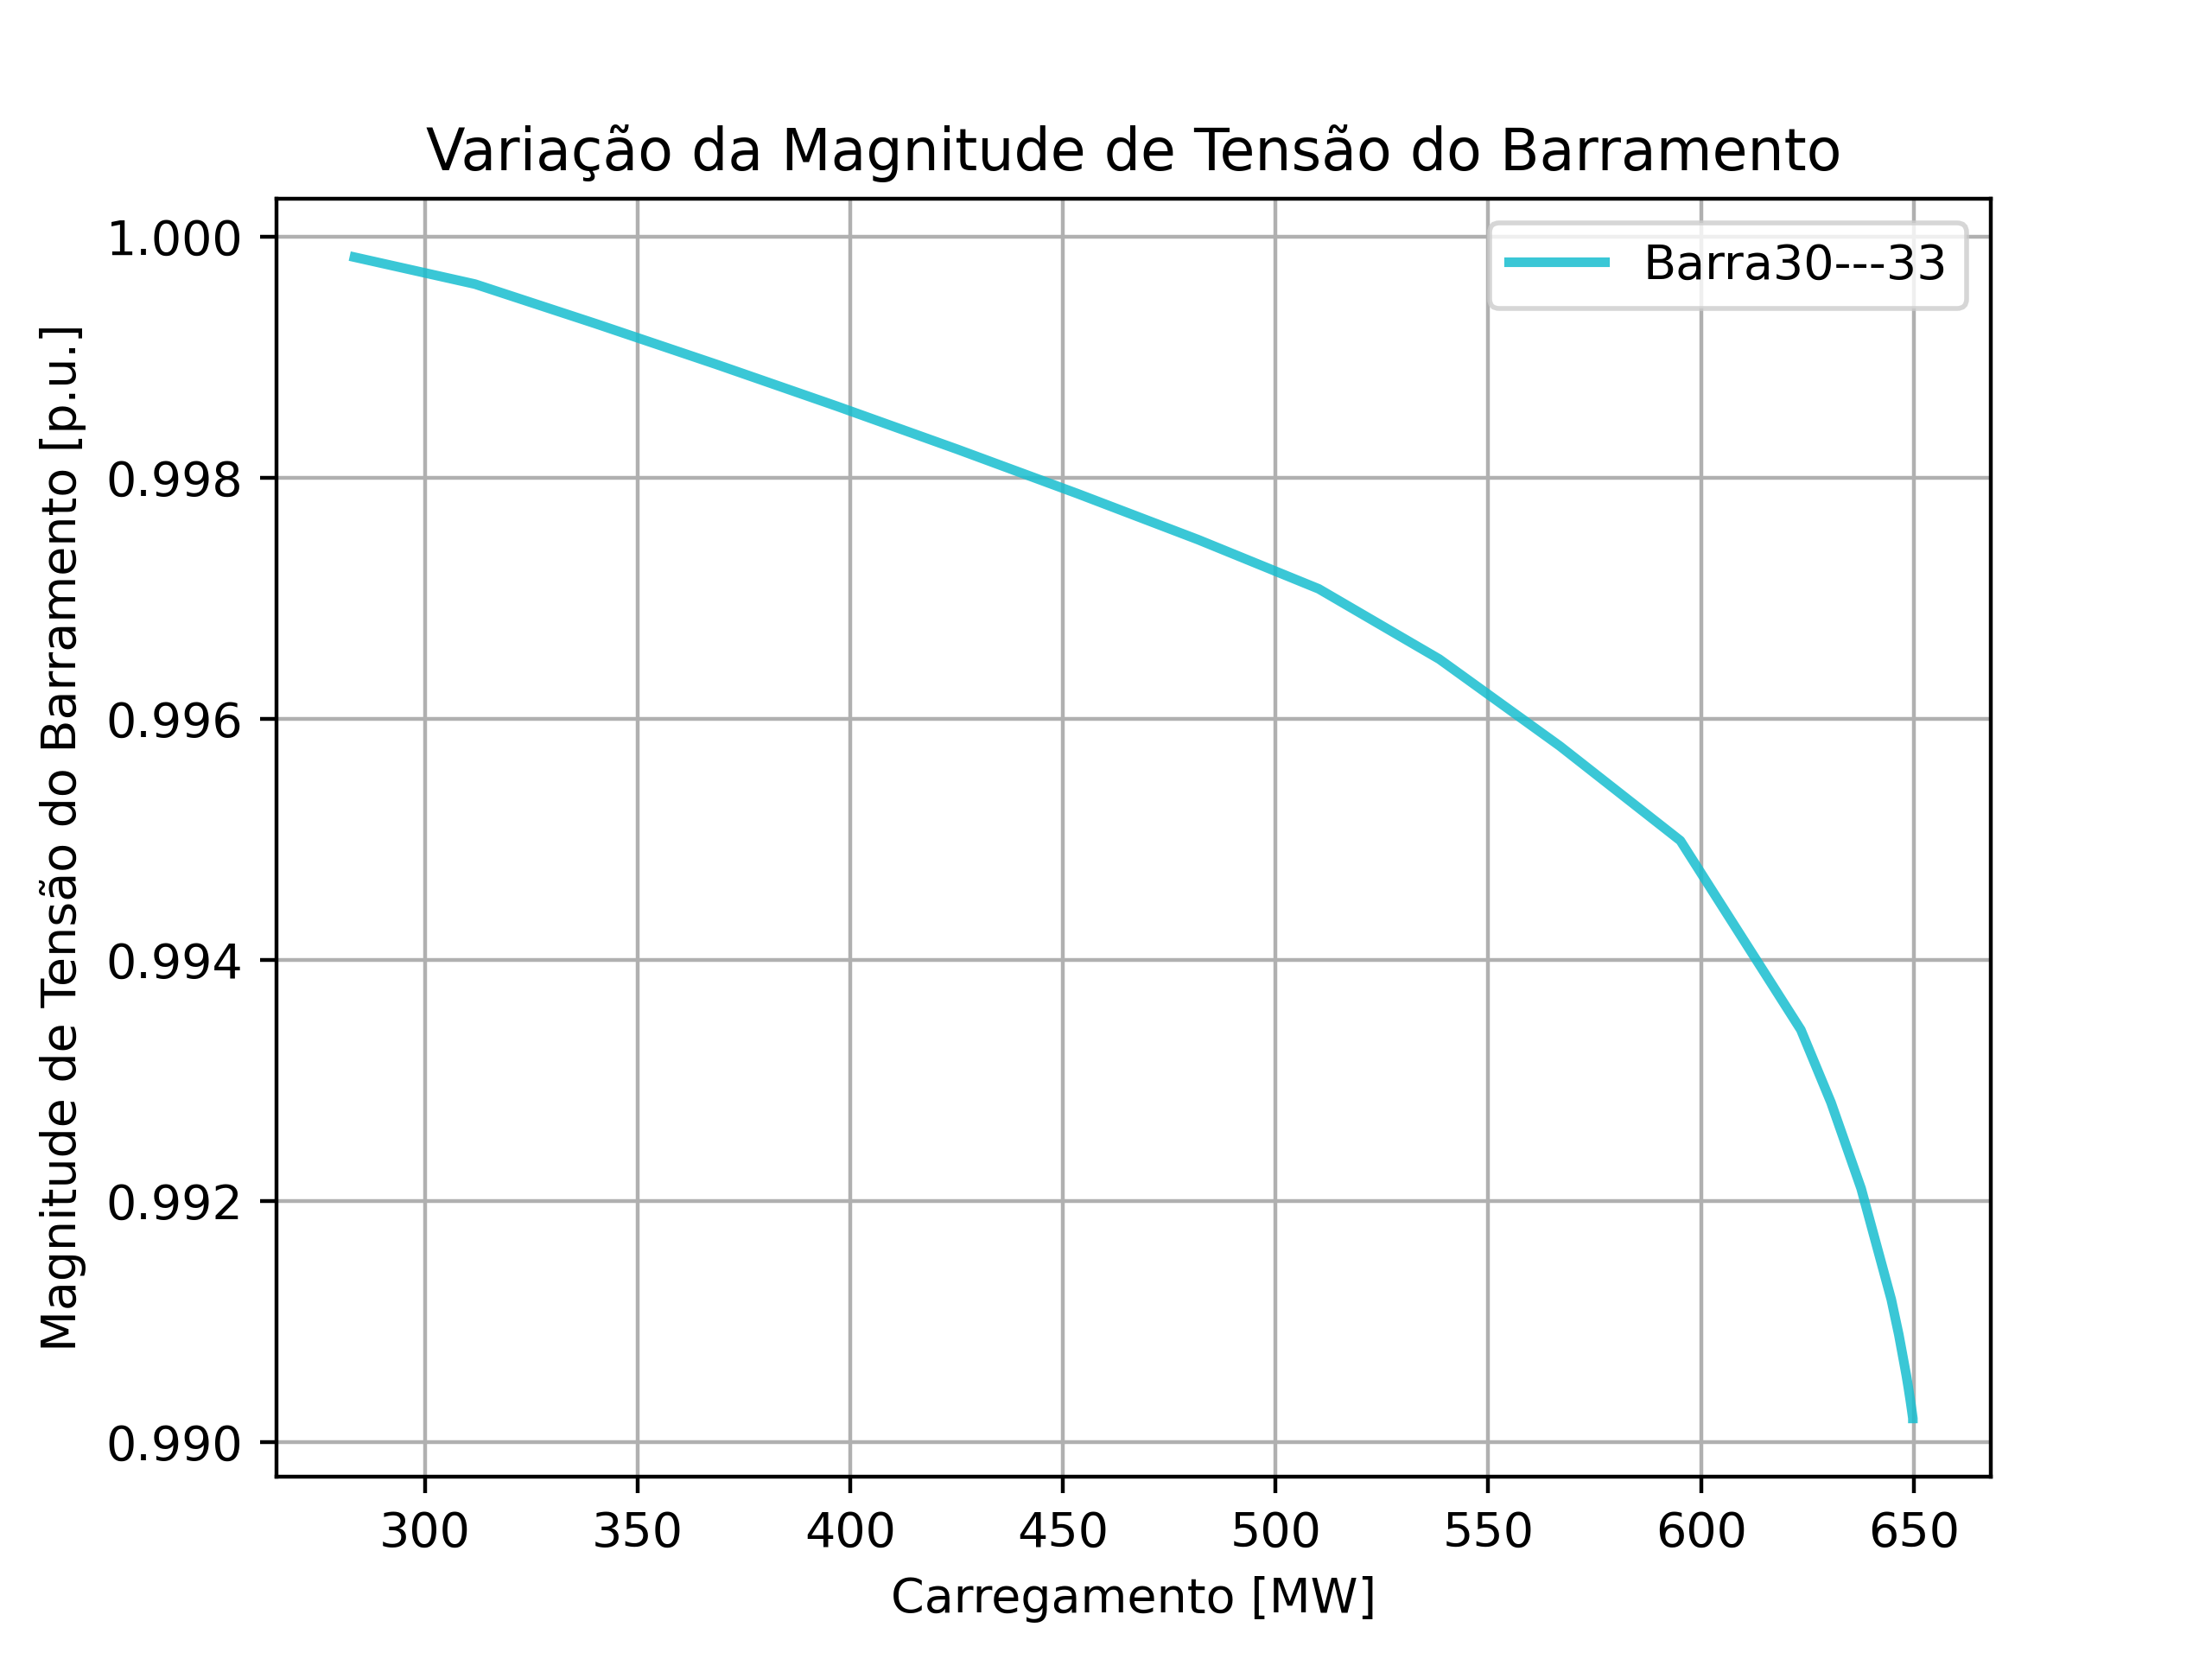 Variação da Magnitude de Tensão do Barramento
Barra30---33
Magnitude de Tensão do Barramento [p.u.]
1.000
0.998
0.996
0.994
0.992
0.990
300 350 400 450 500 550 600 650
Carregamento [MW]